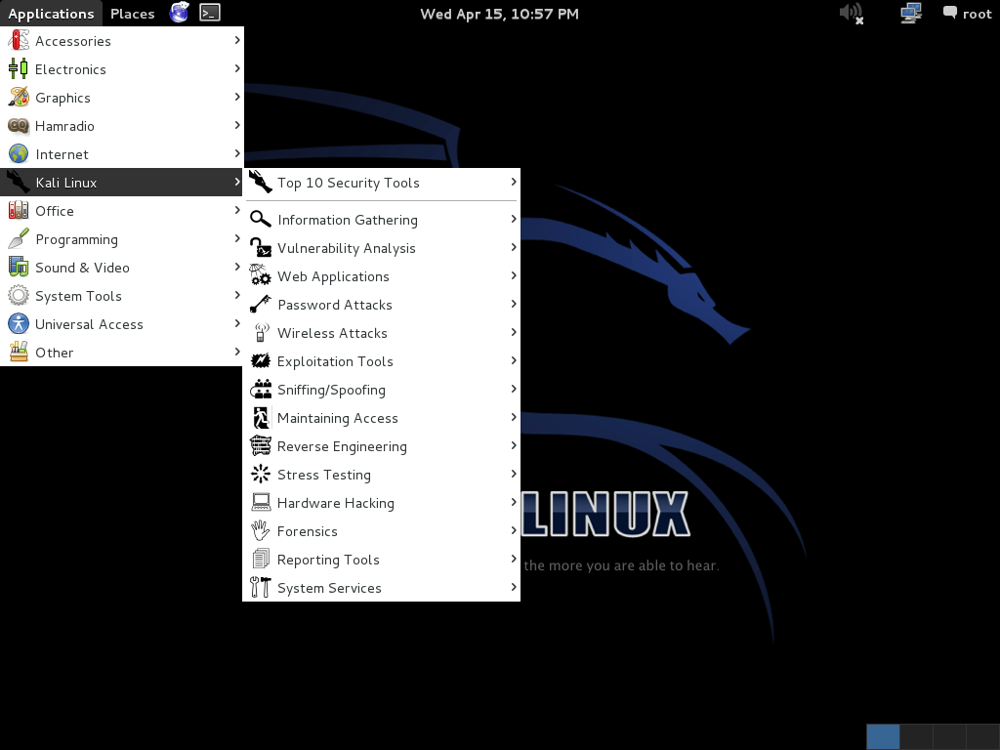 Applications Places Wed Apr 15, 10:57 PM root
Accessories
Electronics
Graphics
Hamradio
Internet
Kali Linux
Office
Programming
Sound & Video
System Tools
Universal Access
Other
Top 10 Security Tools
Information Gathering
Vulnerability Analysis
Web Applications
Password Attacks
Wireless Attacks
Exploitation Tools
Sniffing/Spoofing
Maintaining Access
Reverse Engineering
Stress Testing
Hardware Hacking
Forensics
Reporting Tools
System Services
LINUX
the more you are able to hear.